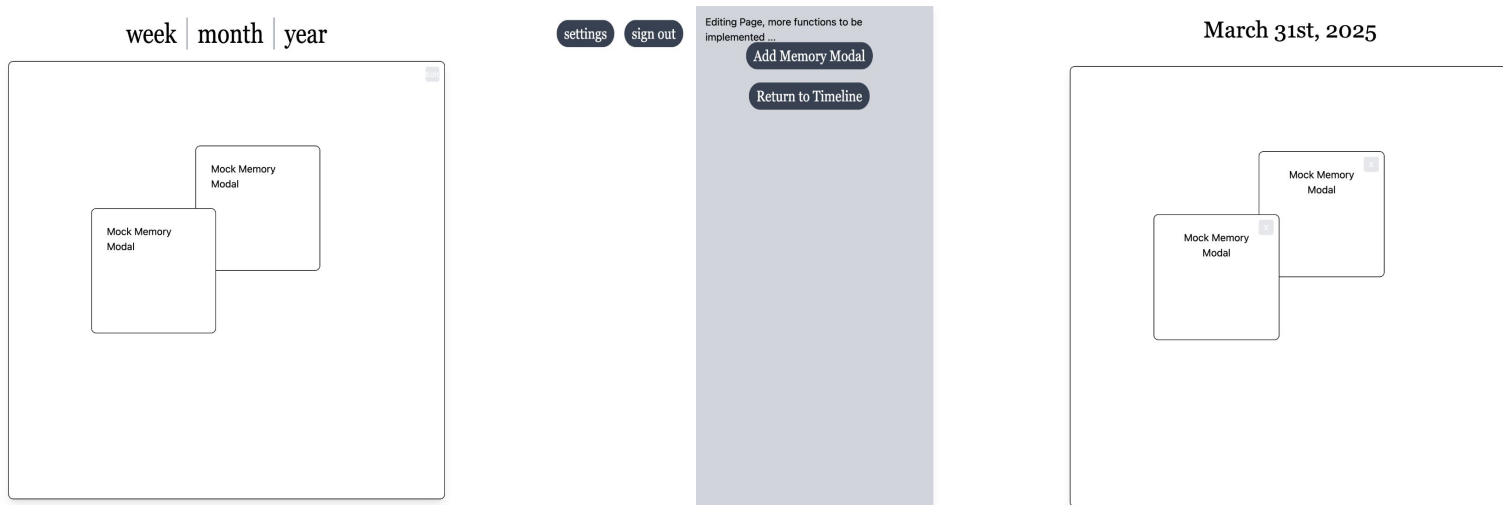 week | month | year
settings
sign out
Mock Memory
Modal
Mock Memory
Modal
Editing Page, more functions to be
implemented ...
Add Memory Modal
Return to Timeline
March 31st, 2025
x
Mock Memory
Modal
x
Mock Memory
Modal